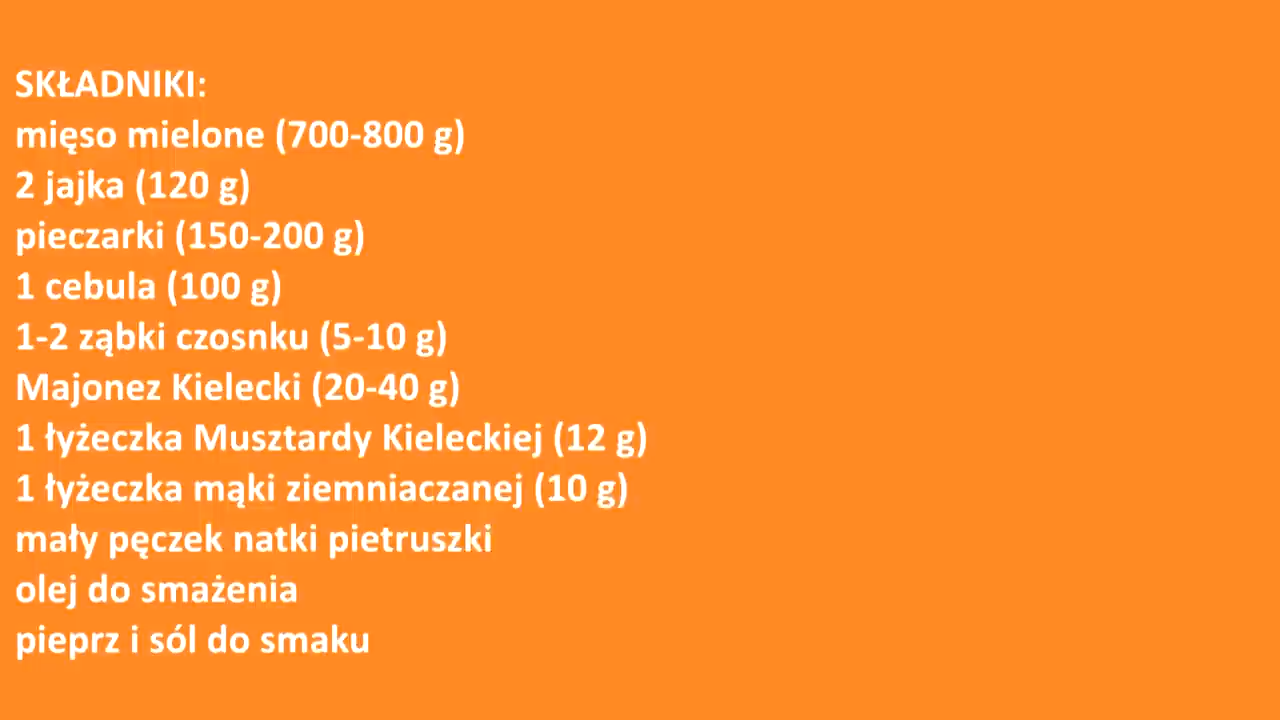 SKŁADNIKI:
mięso mielone (700-800 g)
2 jajka (120 g)
pieczarki (150-200 g)
1 cebula (100 g)
1-2 ząbki czosnku (5-10 g)
Majonez Kielecki (20-40 g)
1 łyżeczka Musztardy Kieleckiej (12 g)
1 łyżeczka mąki ziemniaczanej (10 g)
mały pęczek natki pietruszki
olej do smażenia
pieprz i sól do smaku